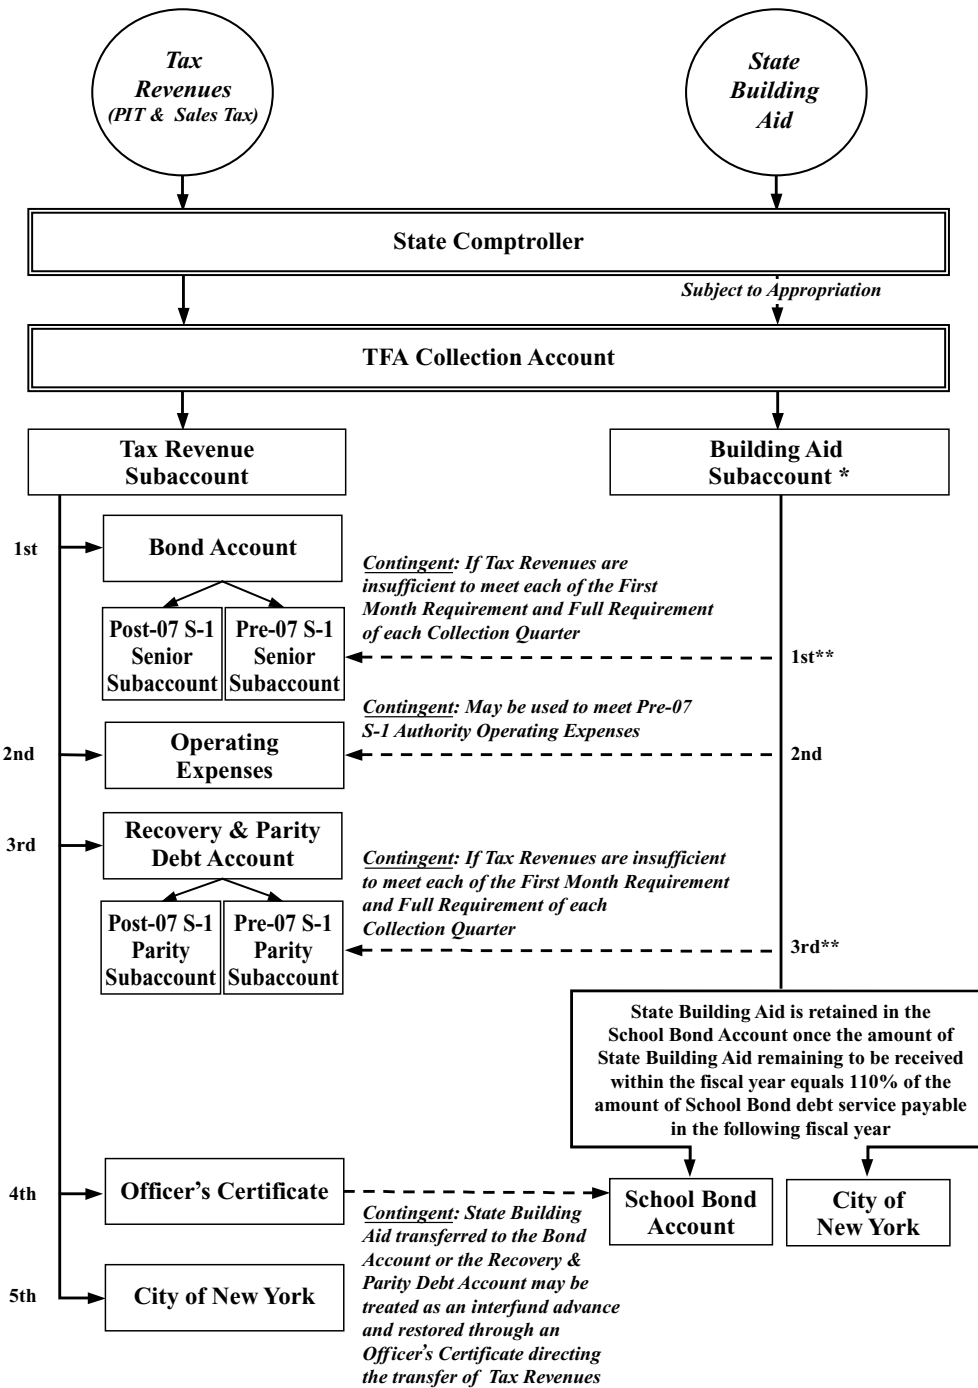 Tax
Revenues
(PIT & Sales Tax)
State
Building
Aid
State Comptroller
Subject to Appropriation
TFA Collection Account
Tax Revenue
Subaccount
Building Aid
Subaccount *
1st
Bond Account
Contingent: If Tax Revenues are
insufficient to meet each of the First
Month Requirement and Full Requirement
of each Collection Quarter
Post-07 S-1
Senior
Subaccount
Pre-07 S-1
Senior
Subaccount
1st**
Contingent: May be used to meet Pre-07
S-1 Authority Operating Expenses
2nd
Operating
Expenses
2nd
3rd
Recovery & Parity
Debt Account
Contingent: If Tax Revenues are insufficient
to meet each of the First Month Requirement
and Full Requirement of each
Collection Quarter
Post-07 S-1
Parity
Subaccount
Pre-07 S-1
Parity
Subaccount
3rd**
State Building Aid is retained in the
School Bond Account once the amount of
State Building Aid remaining to be received
within the fiscal year equals 110% of the
amount of School Bond debt service payable
in the following fiscal year
4th
Officer's Certificate
School Bond
Account
City of
New York
Contingent: State Building
Aid transferred to the Bond
Account or the Recovery &
Parity Debt Account may be
treated as an interfund advance
and restored through an
Officer's Certificate directing
the transfer of Tax Revenues
5th
City of New York